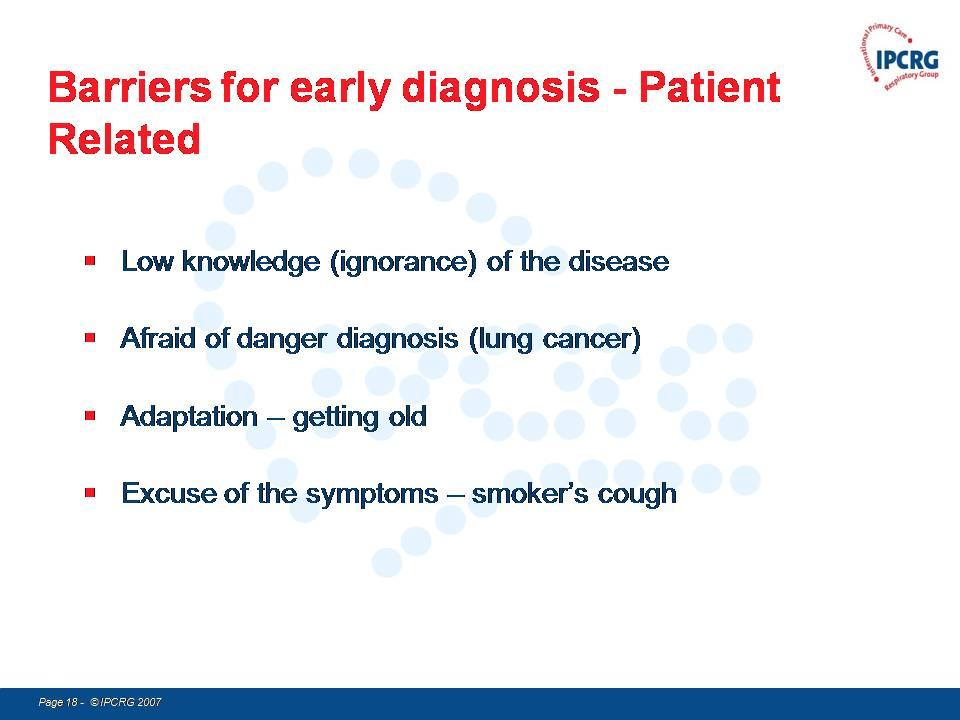 International Primary Care
IPCRG
Respiratory Group
Barriers for early diagnosis - Patient
Related
▪ Low knowledge (ignorance) of the disease
▪ Afraid of danger diagnosis (lung cancer)
▪ Adaptation – getting old
▪ Excuse of the symptoms – smoker's cough
Page 18 - © IPCRG 2007